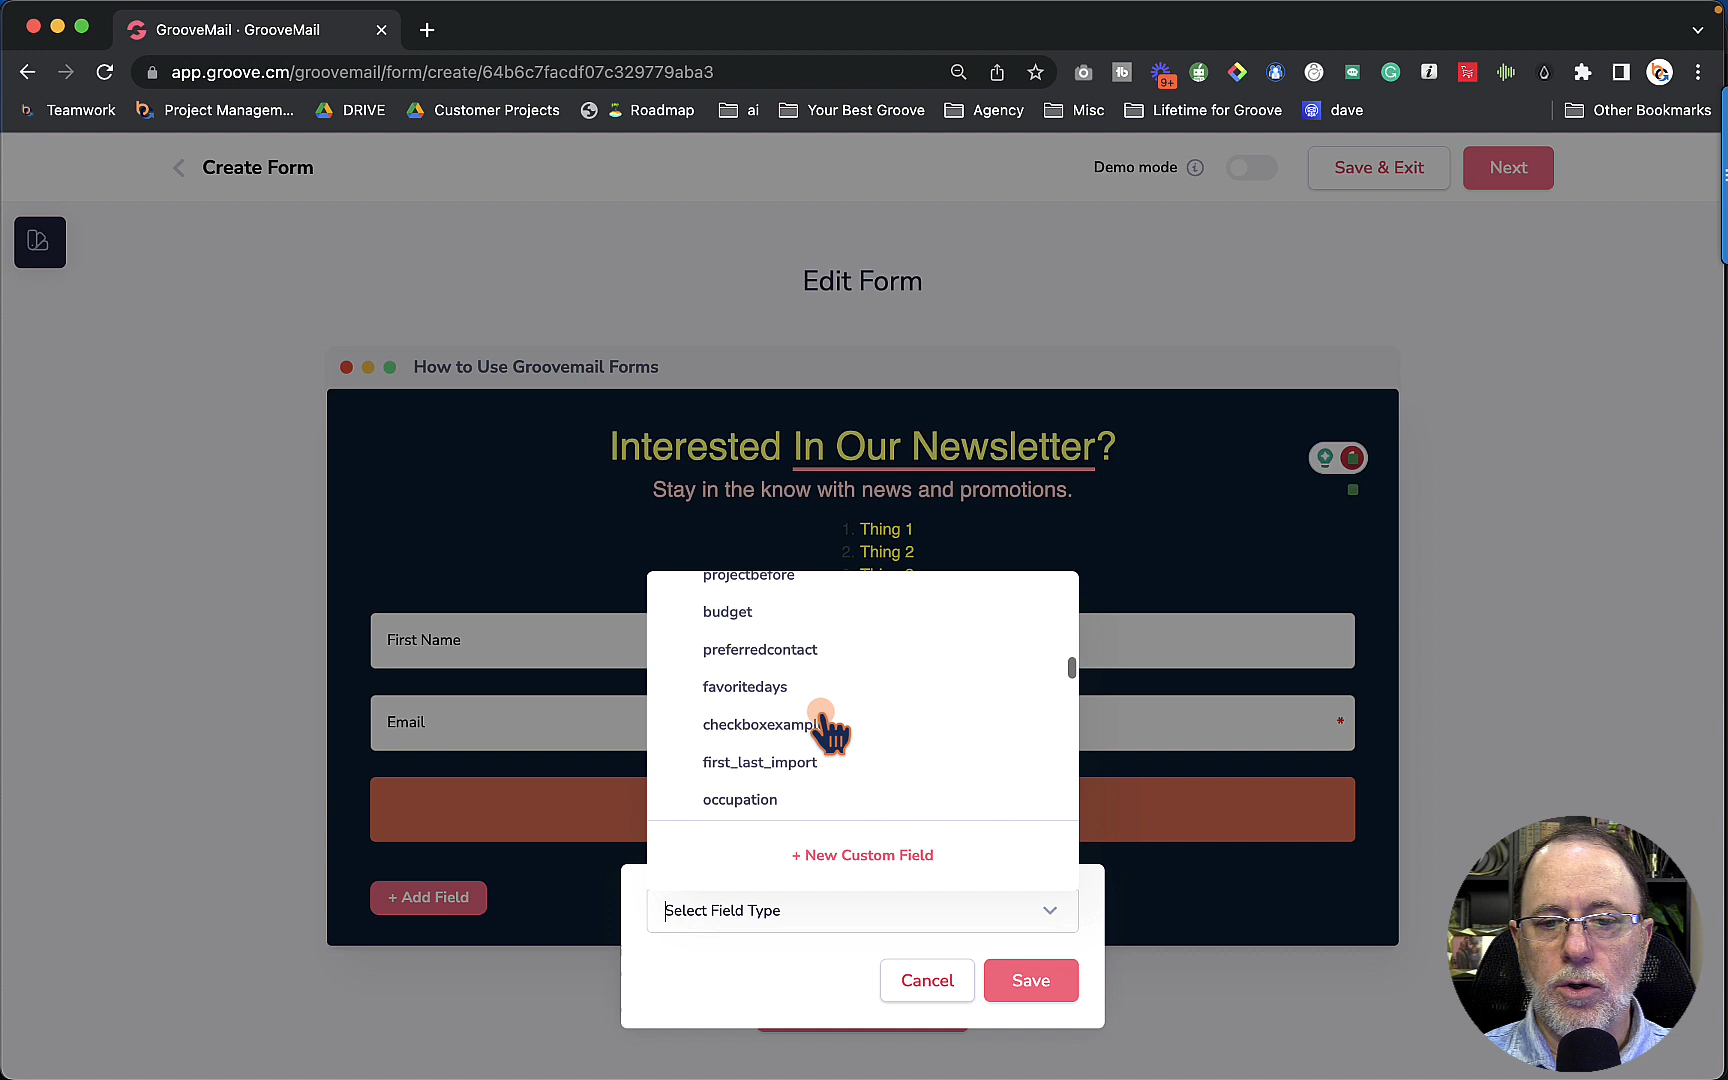 GrooveMail · GrooveMail
app.groove.cm/groovemail/form/create/64b6c7facdf07c329779aba3
9+
Teamwork
Project Managem...
DRIVE
Customer Projects
Roadmap
ai
Your Best Groove
Agency
Misc
Lifetime for Groove
dave
Other Bookmarks
Create Form
Demo mode
Save & Exit
Next
Edit Form
How to Use Groovemail Forms
Interested In Our Newsletter?
Stay in the know with news and promotions.
1. Thing 1
2. Thing 2
projectbefore
budget
preferredcontact
favoritedays
checkboxexampl
first_last_import
occupation
+ New Custom Field
First Name
Email
*
+ Add Field
Select Field Type
Cancel
Save